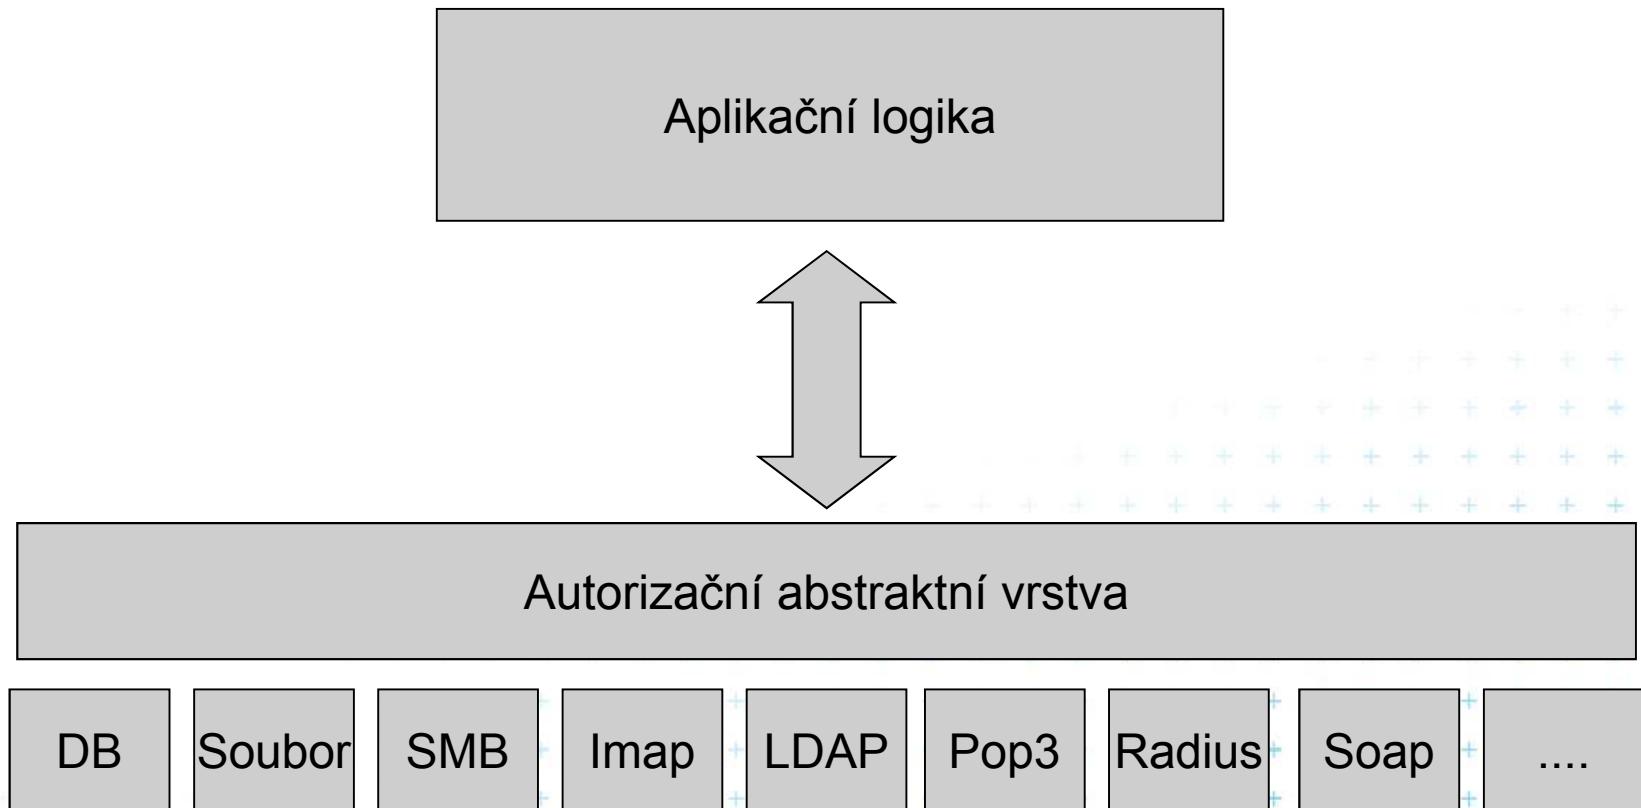 Aplikační logika
Autorizační abstraktní vrstva
DB Soubor SMB Imap LDAP Pop3 Radius Soap ....